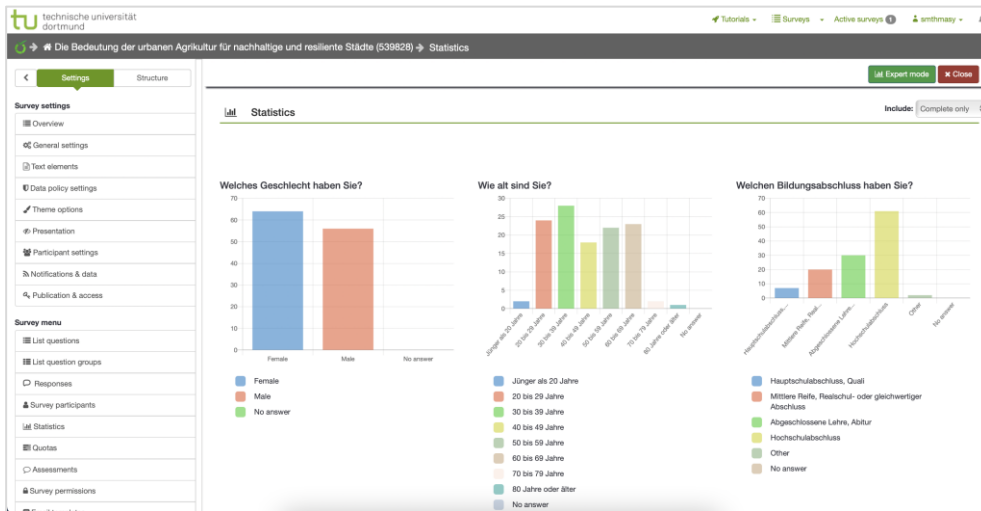 technische universität
dortmund
Tutorials
Surveys
Active surveys 1
smthmasy
Die Bedeutung der urbanen Agrikultur für nachhaltige und resiliente Städte (539828) Statistics
Settings
Structure
Expert mode
Close
Survey settings
Overview
General settings
Text elements
Data policy settings
Theme options
Presentation
Participant settings
Notifications & data
Publication & access
Survey menu
List questions
List question groups
Responses
Survey participants
Statistics
Quotas
Assessments
Survey permissions
Statistics
Include: Complete only
Welches Geschlecht haben Sie?
70
60
50
40
30
20
10
0
Female
Male
No answer
Female
Male
No answer
Wie alt sind Sie?
30
25
20
15
10
5
0
Jünger als 20 Jahre
20 bis 29 Jahre
30 bis 39 Jahre
40 bis 49 Jahre
50 bis 59 Jahre
60 bis 69 Jahre
70 bis 79 Jahre
80 Jahre oder älter
No answer
Jünger als 20 Jahre
20 bis 29 Jahre
30 bis 39 Jahre
40 bis 49 Jahre
50 bis 59 Jahre
60 bis 69 Jahre
70 bis 79 Jahre
80 Jahre oder älter
No answer
Welchen Bildungsabschluss haben Sie?
70
60
50
40
30
20
10
0
Hauptschulabschluss,...
Mittlere Reife, Real...
Abgeschlossene Lehre...
Hochschulabschluss
Other
No answer
Hauptschulabschluss, Quali
Mittlere Reife, Realschul- oder gleichwertiger
Abschluss
Abgeschlossene Lehre, Abitur
Hochschulabschluss
Other
No answer